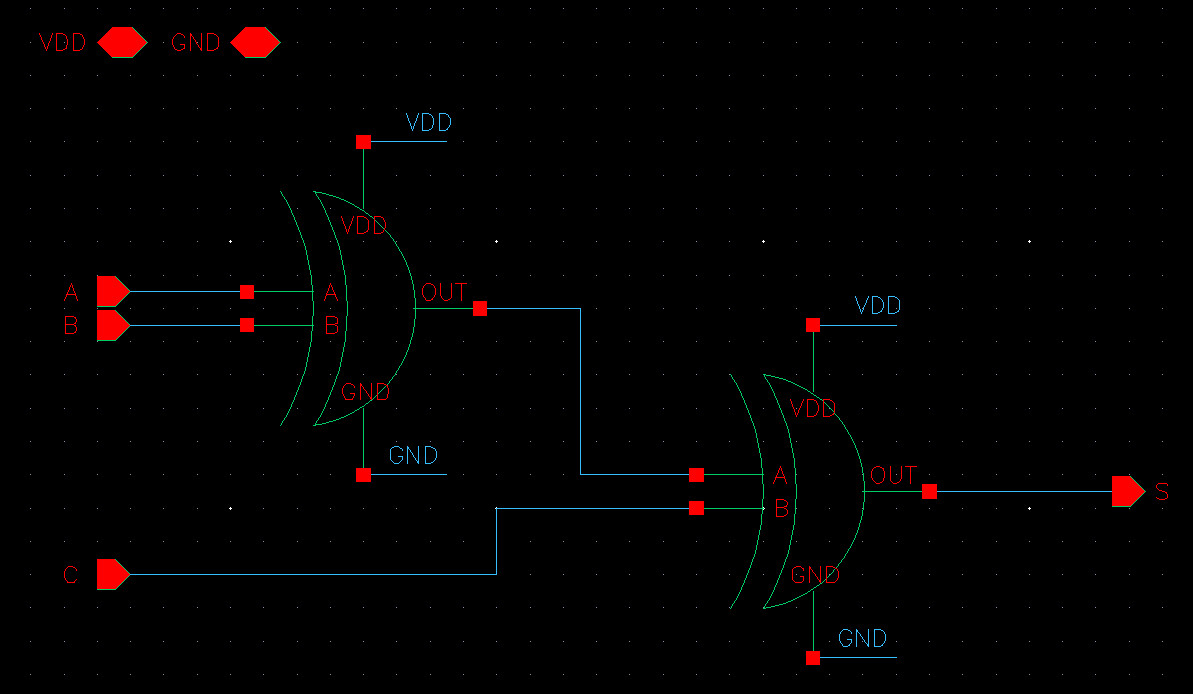 VDD GND
VDD
VDD
A A OUT
B B
VDD
GND
VDD
GND
A OUT
S
B
C GND
GND